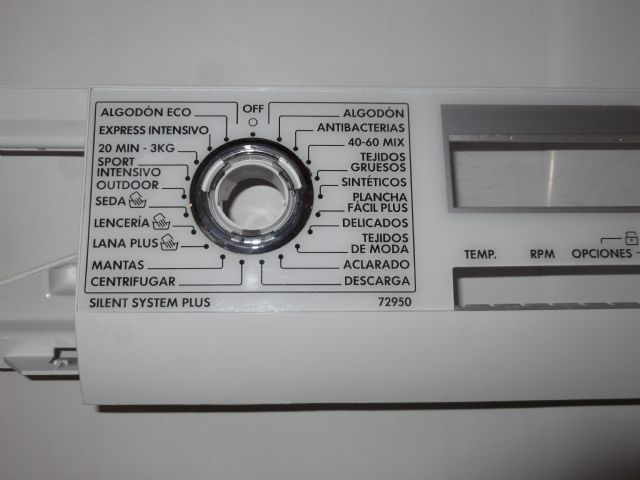 OFF
ALGODÓN ECO
EXPRESS INTENSIVO
20 MIN - 3KG
SPORT
INTENSIVO
OUTDOOR
SEDA
LENCERÍA
LANA PLUS
MANTAS
CENTRIFUGAR
ALGODÓN
ANTIBACTERIAS
40-60 MIX
TEJIDOS
GRUESOS
SINTÉTICOS
PLANCHA
FÁCIL PLUS
DELICADOS
TEJIDOS
DE MODA
ACLARADO
DESCARGA
SILENT SYSTEM PLUS 72950
TEMP. RPM OPCIONES